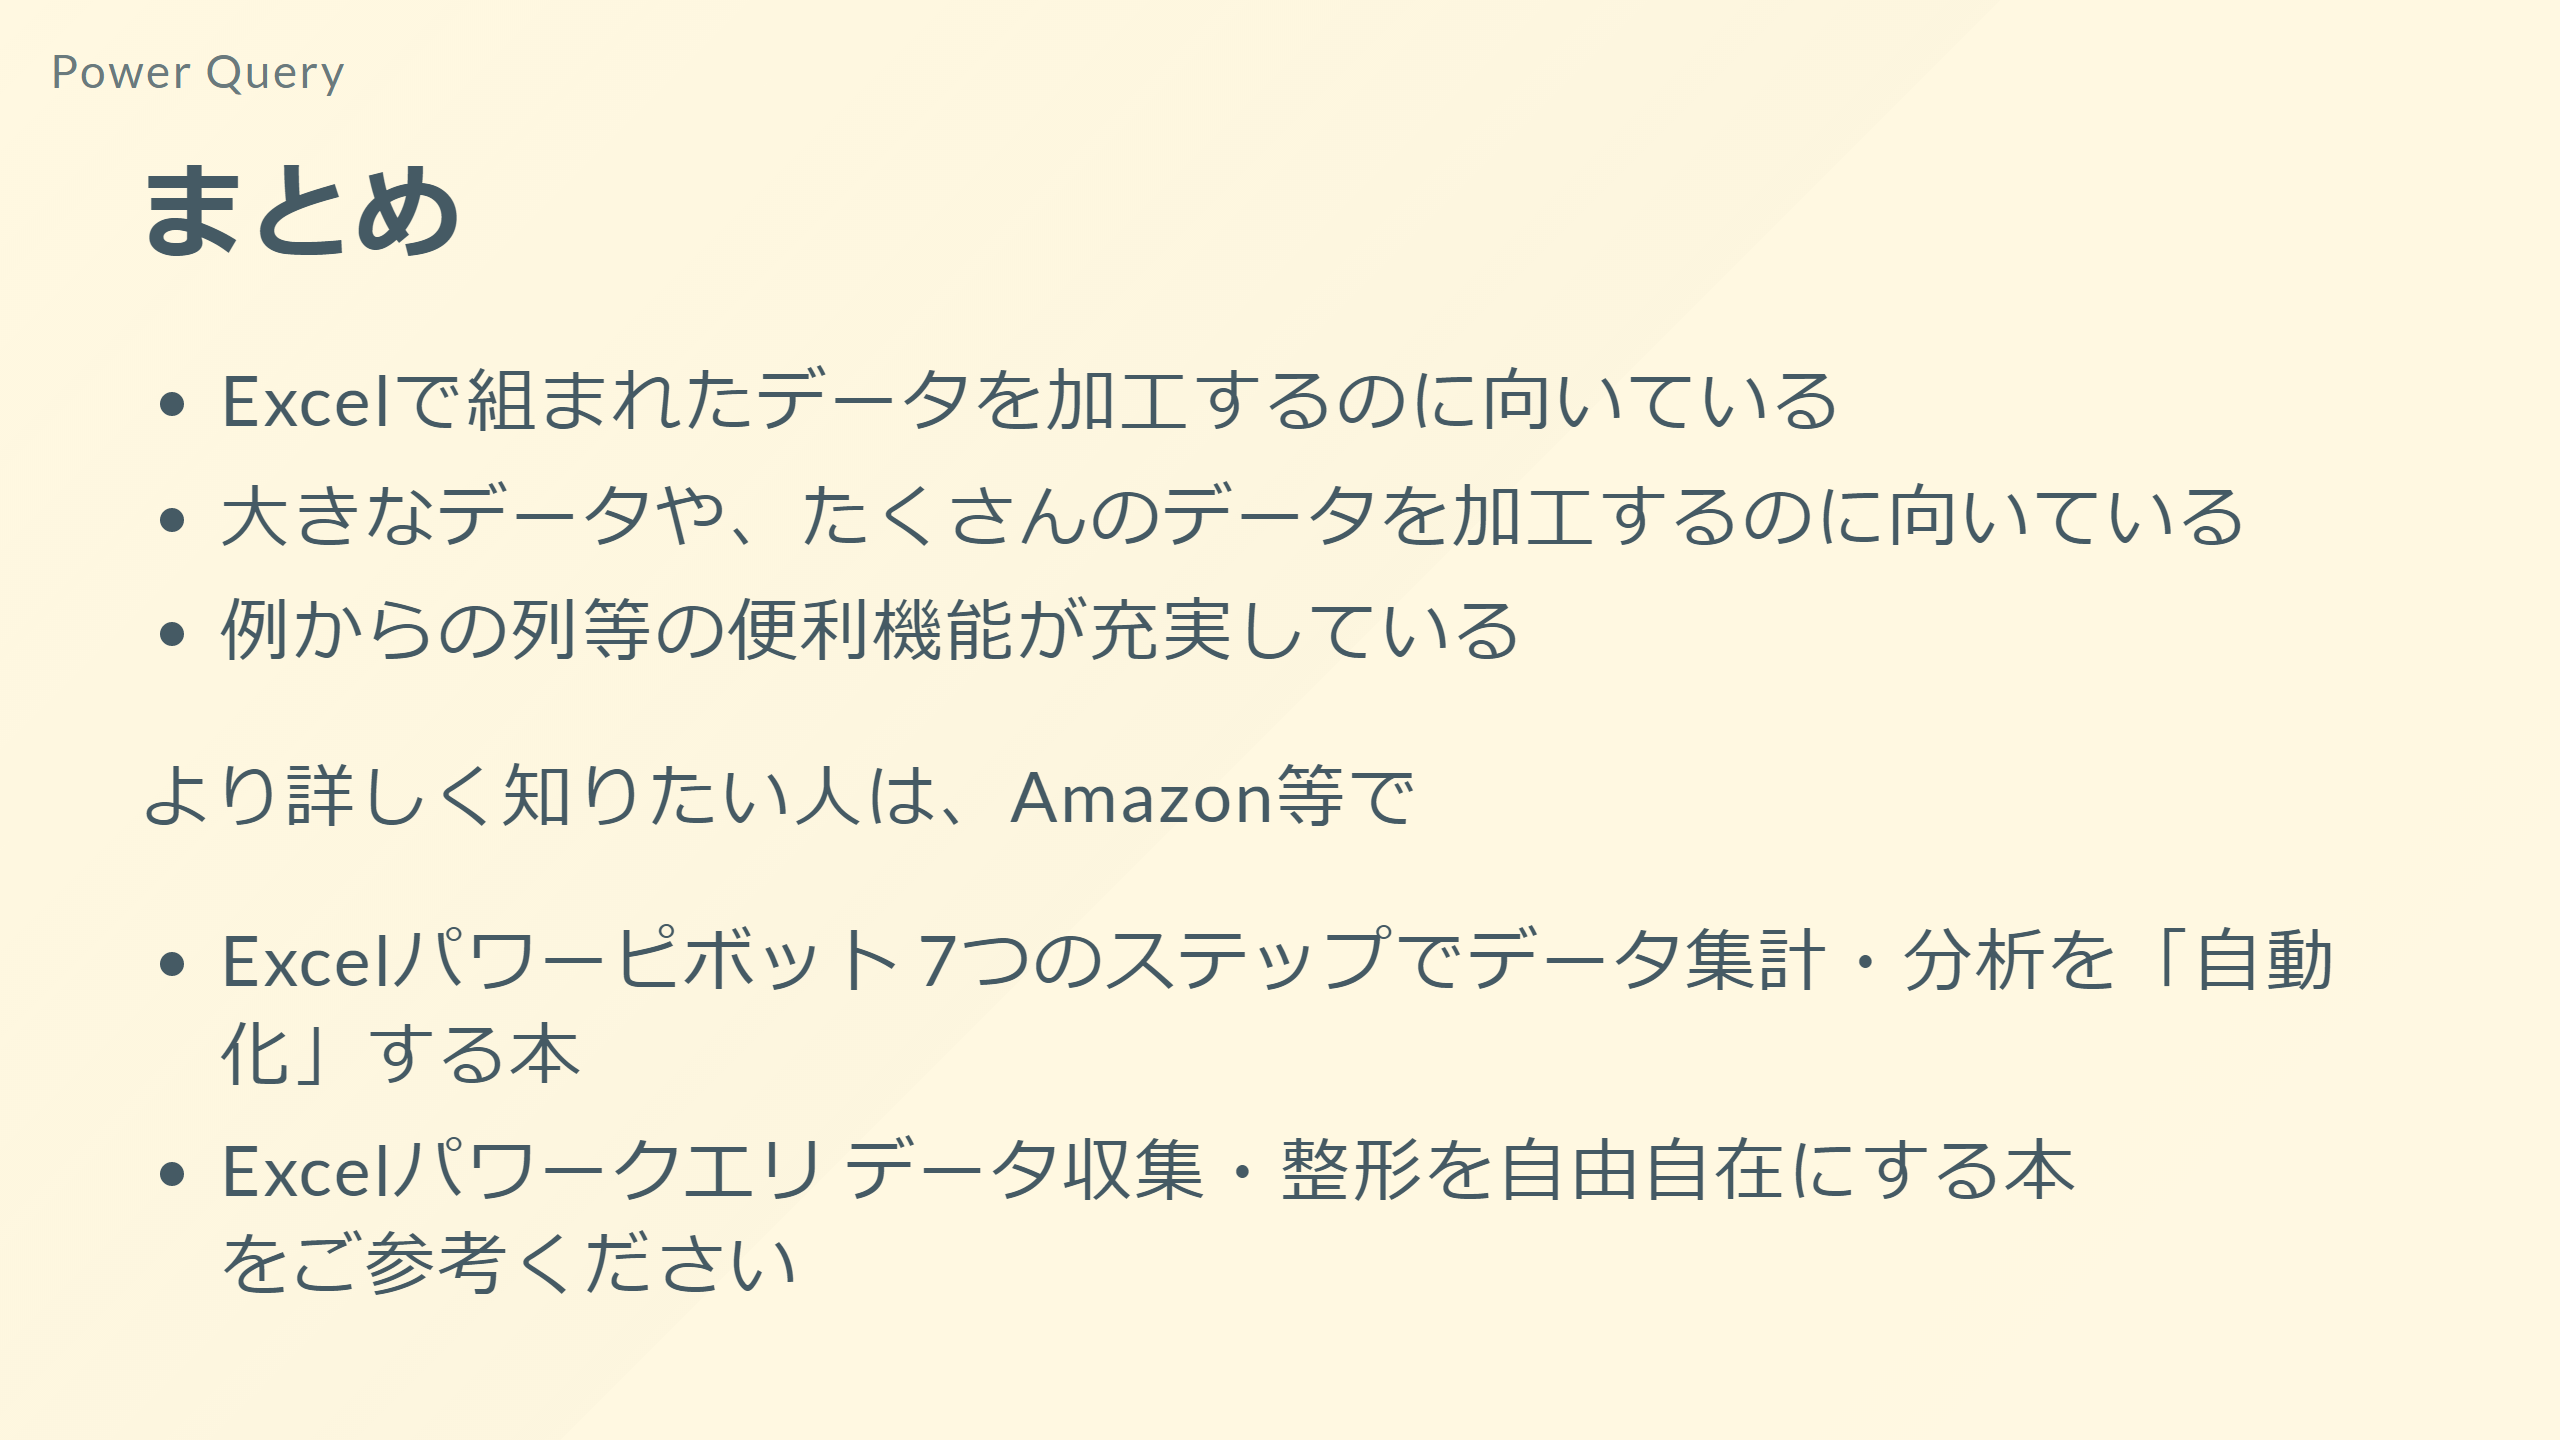 Power Query
まとめ
• Excelで組まれたデータを加工するのに向いている
• 大きなデータや、たくさんのデータを加工するのに向いている
• 例からの列等の便利機能が充実している
より詳しく知りたい人は、Amazon等で
• Excelパワーピボット 7つのステップでデータ集計・分析を「自動
化」する本
• Excelパワークエリ データ収集・整形を自由自在にする本
をご参考ください